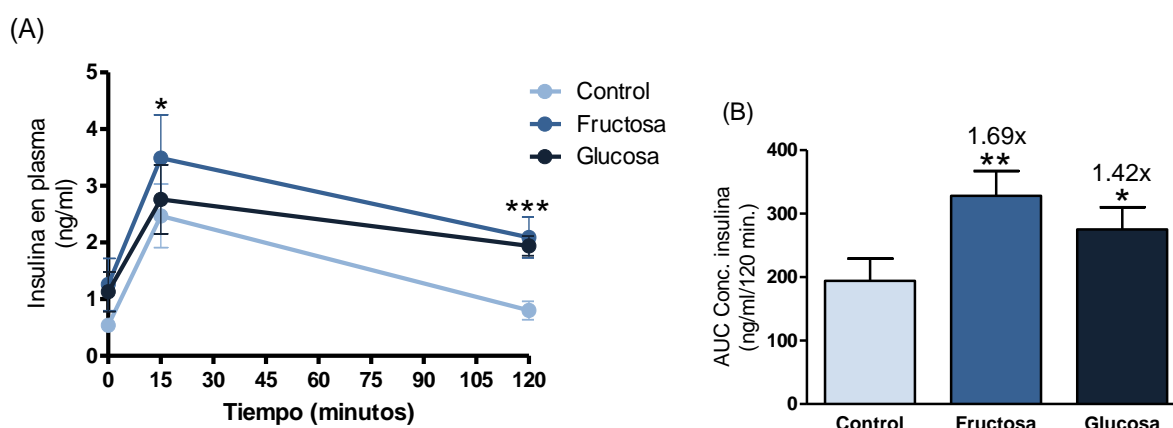 (A)
Insulina en plasma
(ng/ml)
5
4
3
2
1
0
*
***
0 15 30 45 60 75 90 105 120
Tiempo (minutos)
Control
Fructosa
Glucosa
(B)
AUC Conc. insulina
(ng/ml/120 min.)
400
300
200
100
0
1.69x
**
1.42x
*
Control Fructosa Glucosa